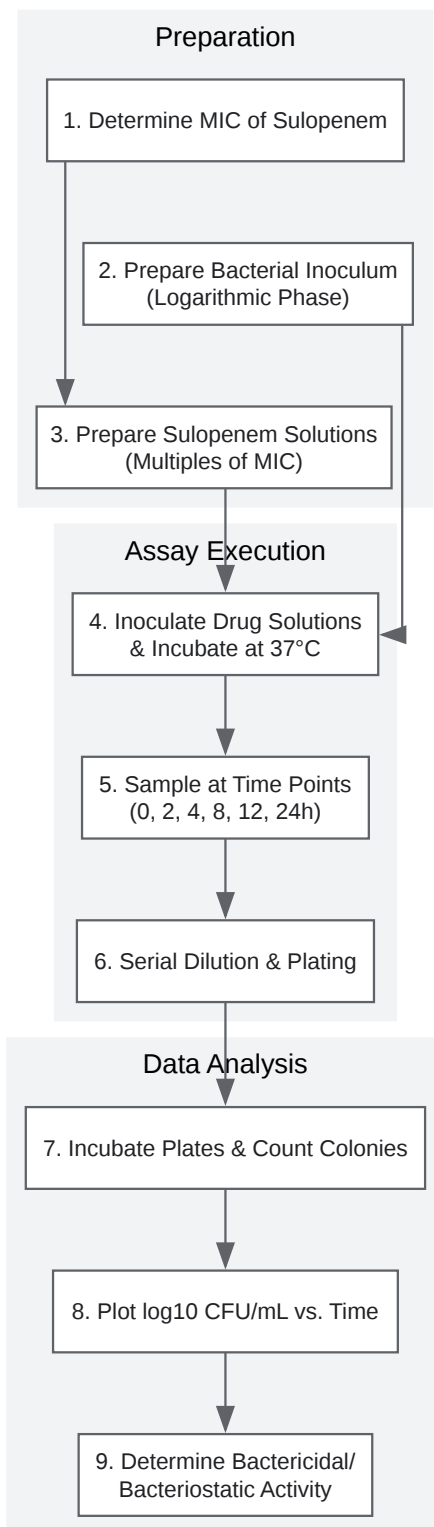 Preparation
1. Determine MIC of Sulopenem
2. Prepare Bacterial Inoculum
(Logarithmic Phase)
3. Prepare Sulopenem Solutions
(Multiples of MIC)
Assay Execution
4. Inoculate Drug Solutions
& Incubate at 37°C
5. Sample at Time Points
(0, 2, 4, 8, 12, 24h)
6. Serial Dilution & Plating
Data Analysis
7. Incubate Plates & Count Colonies
8. Plot log10 CFU/mL vs. Time
9. Determine Bactericidal/
Bacteriostatic Activity